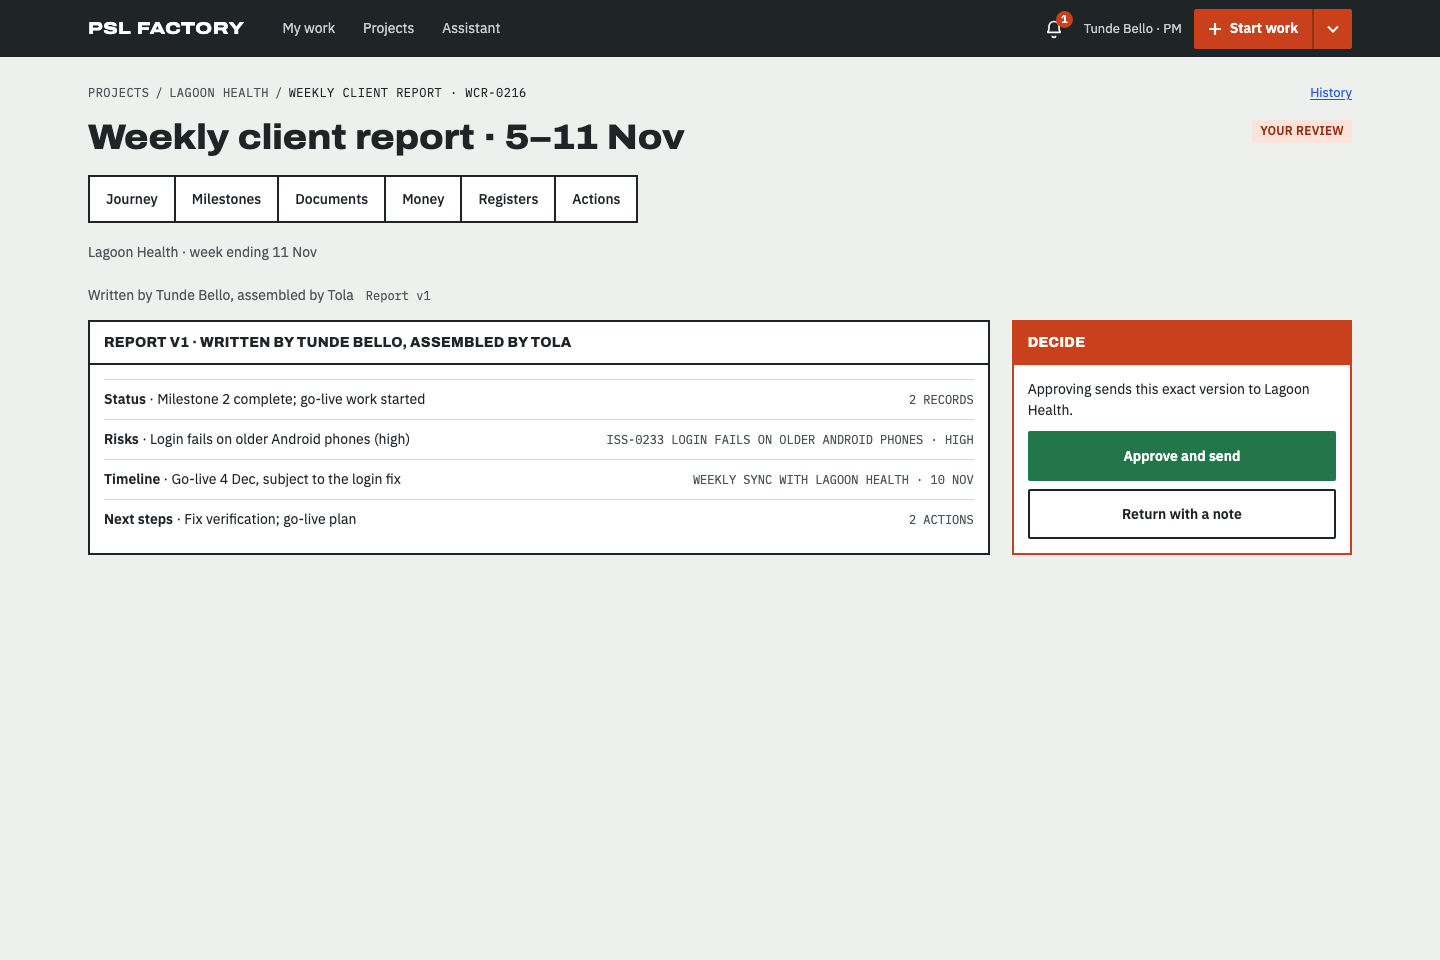 PSL FACTORY
My work
Projects
Assistant
1
Tunde Bello · PM
Start work
PROJECTS / LAGOON HEALTH / WEEKLY CLIENT REPORT · WCR-0216
History
Weekly client report · 5–11 Nov
YOUR REVIEW
Journey
Milestones
Documents
Money
Registers
Actions
Lagoon Health · week ending 11 Nov
Written by Tunde Bello, assembled by Tola Report v1
REPORT V1 · WRITTEN BY TUNDE BELLO, ASSEMBLED BY TOLA
Status · Milestone 2 complete; go-live work started
2 RECORDS
Risks · Login fails on older Android phones (high)
ISS-0233 LOGIN FAILS ON OLDER ANDROID PHONES · HIGH
Timeline · Go-live 4 Dec, subject to the login fix
WEEKLY SYNC WITH LAGOON HEALTH · 10 NOV
Next steps · Fix verification; go-live plan
2 ACTIONS
DECIDE
Approving sends this exact version to Lagoon
Health.
Approve and send
Return with a note